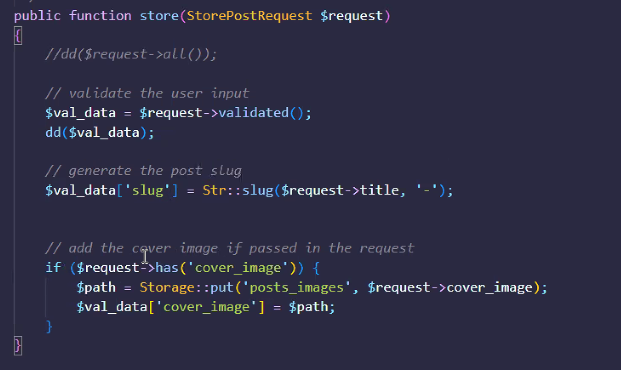 public function store(StorePostRequest $request)
{
//dd($request->all());
// validate the user input
$val_data = $request->validated();
dd($val_data);
// generate the post slug
$val_data['slug'] = Str::slug($request->title, '-');
// add the cover image if passed in the request
if ($request->has('cover_image')) {
$path = Storage::put('posts_images', $request->cover_image);
$val_data['cover_image'] = $path;
}
}